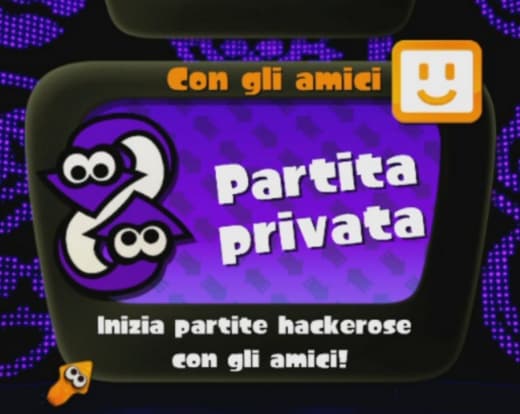 Con gli amici
Partita
privata
Inizia partite hackerose
con gli amici!